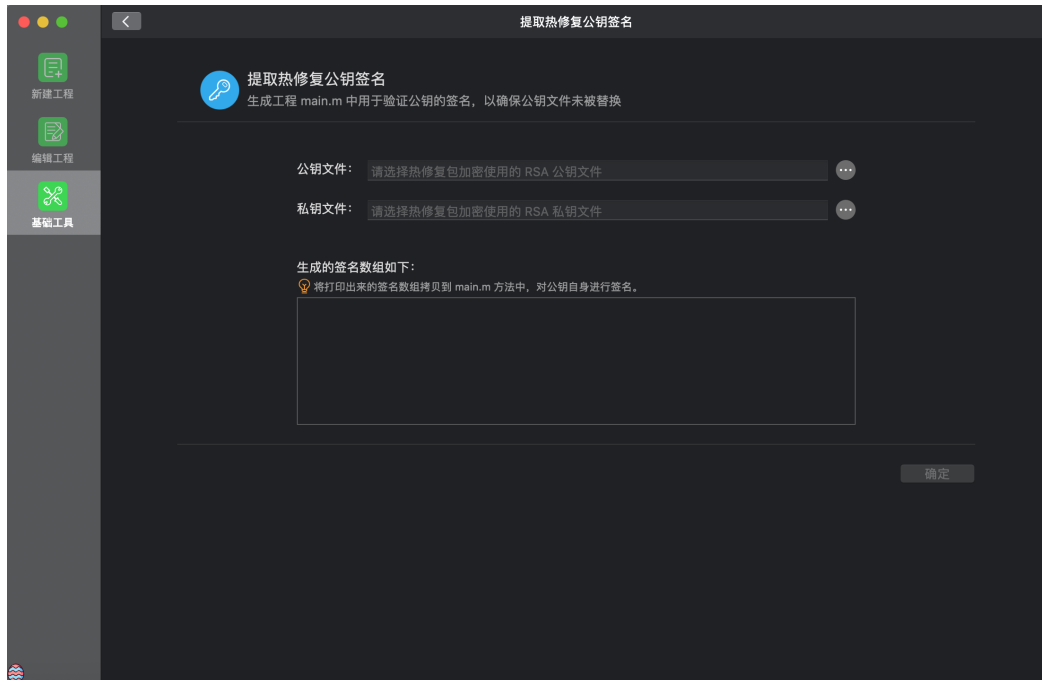 提取热修复公钥签名
新建工程
编辑工程
基础工具
提取热修复公钥签名
生成工程 main.m 中用于验证公钥的签名，以确保公钥文件未被替换
公钥文件： 请选择热修复包加密使用的 RSA 公钥文件
私钥文件： 请选择热修复包加密使用的 RSA 私钥文件
生成的签名数组如下：
将打印出来的签名数组拷贝到 main.m 方法中，对公钥自身进行签名。
确定